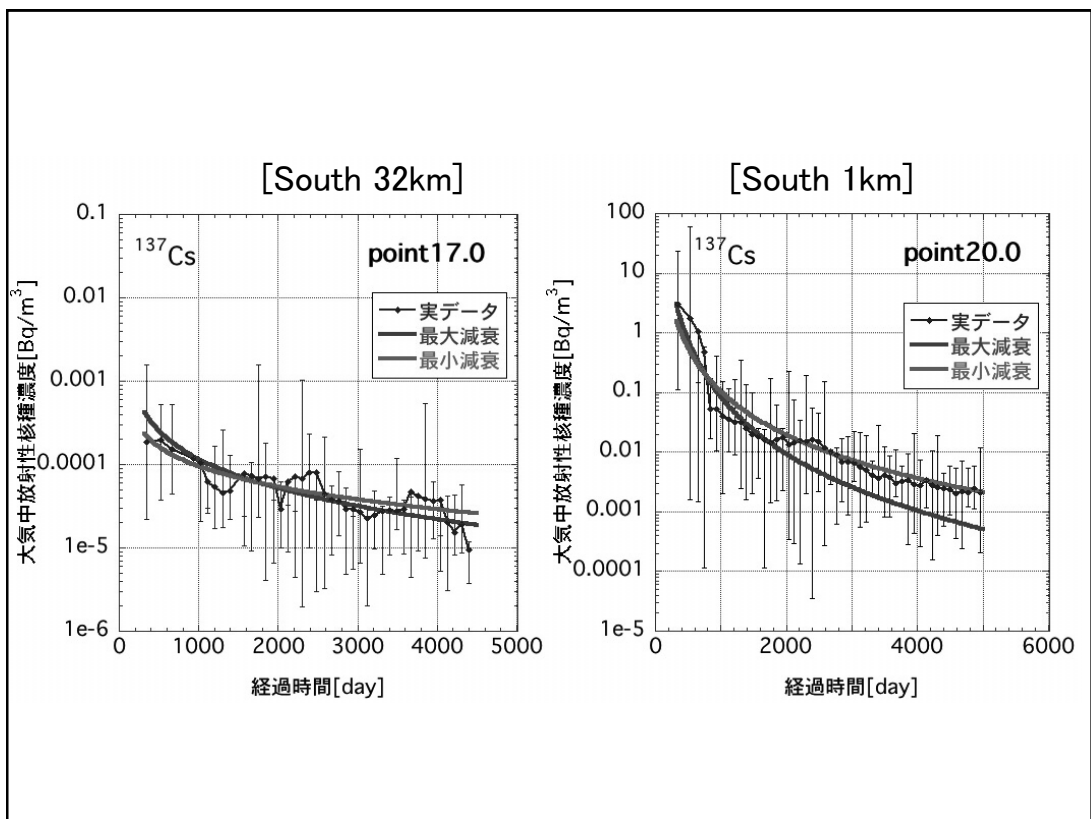 [South 32km]
大気中放射性核種濃度[Bq/m³]
0.1
0.01
0.001
0.0001
1e-5
1e-6
¹³⁷Cs
point17.0
実データ
最大減衰
最小減衰
0 1000 2000 3000 4000 5000
経過時間[day]
[South 1km]
大気中放射性核種濃度[Bq/m³]
100
10
1
0.1
0.01
0.001
0.0001
1e-5
¹³⁷Cs
point20.0
実データ
最大減衰
最小減衰
0 2000 4000 6000
経過時間[day]